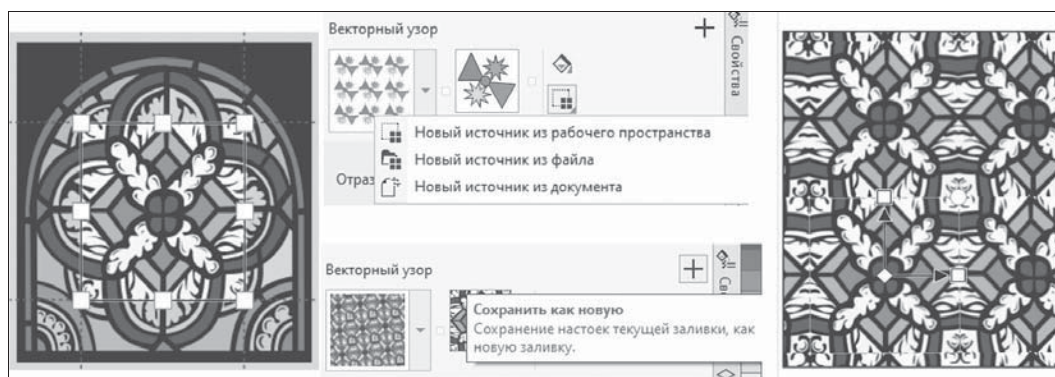 Векторный узор
Свойства
Новый источник из рабочего пространства
Новый источник из файла
Отраз
Новый источник из документа
Векторный узор
Св
Сохранить как новую
Сохранение настоек текущей заливки, как
новую заливку.